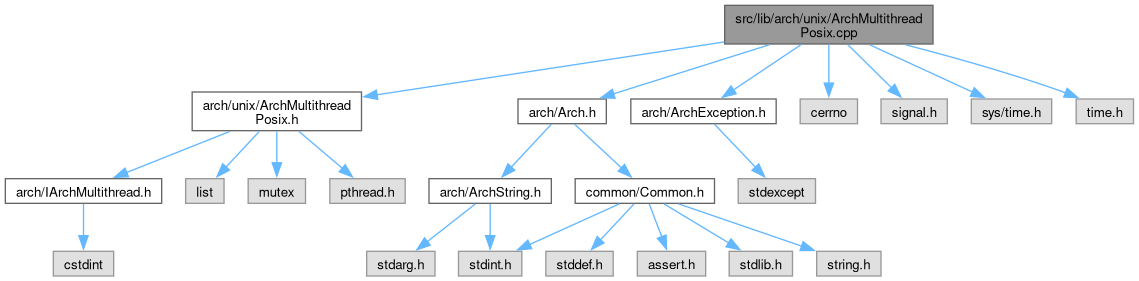 src/lib/arch/unix/ArchMultithread
Posix.cpp
arch/unix/ArchMultithread
Posix.h
arch/Arch.h
arch/ArchException.h
cerrno
signal.h
sys/time.h
time.h
arch/IArchMultithread.h
list
mutex
pthread.h
arch/ArchString.h
common/Common.h
stdexcept
cstdint
stdarg.h
stdint.h
stddef.h
assert.h
stdlib.h
string.h